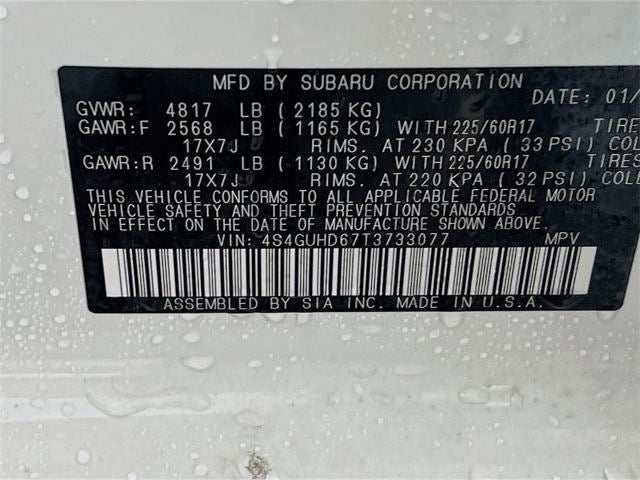 MFD BY SUBARU CORPORATION
DATE: 01/
GVWR: 4817 LB ( 2185 KG)
GAWR:F 2568 LB ( 1165 KG) WITH 225/60R17 TIRE
17X7J RIMS. AT 230 KPA ( 33 PSI) COL
GAWR:R 2491 LB ( 1130 KG) WITH 225/60R17 TIRES
17X7J RIMS. AT 220 KPA ( 32 PSI) COL
THIS VEHICLE CONFORMS TO ALL APPLICABLE FEDERAL MOTOR
VEHICLE SAFETY AND THEFT PREVENTION STANDARDS
IN EFFECT ON THE DATE OF MANUFACTURE SHOWN ABOVE.
VIN: 4S4GUHD67T3733077 MPV
ASSEMBLED BY SIA INC. MADE IN U.S.A.